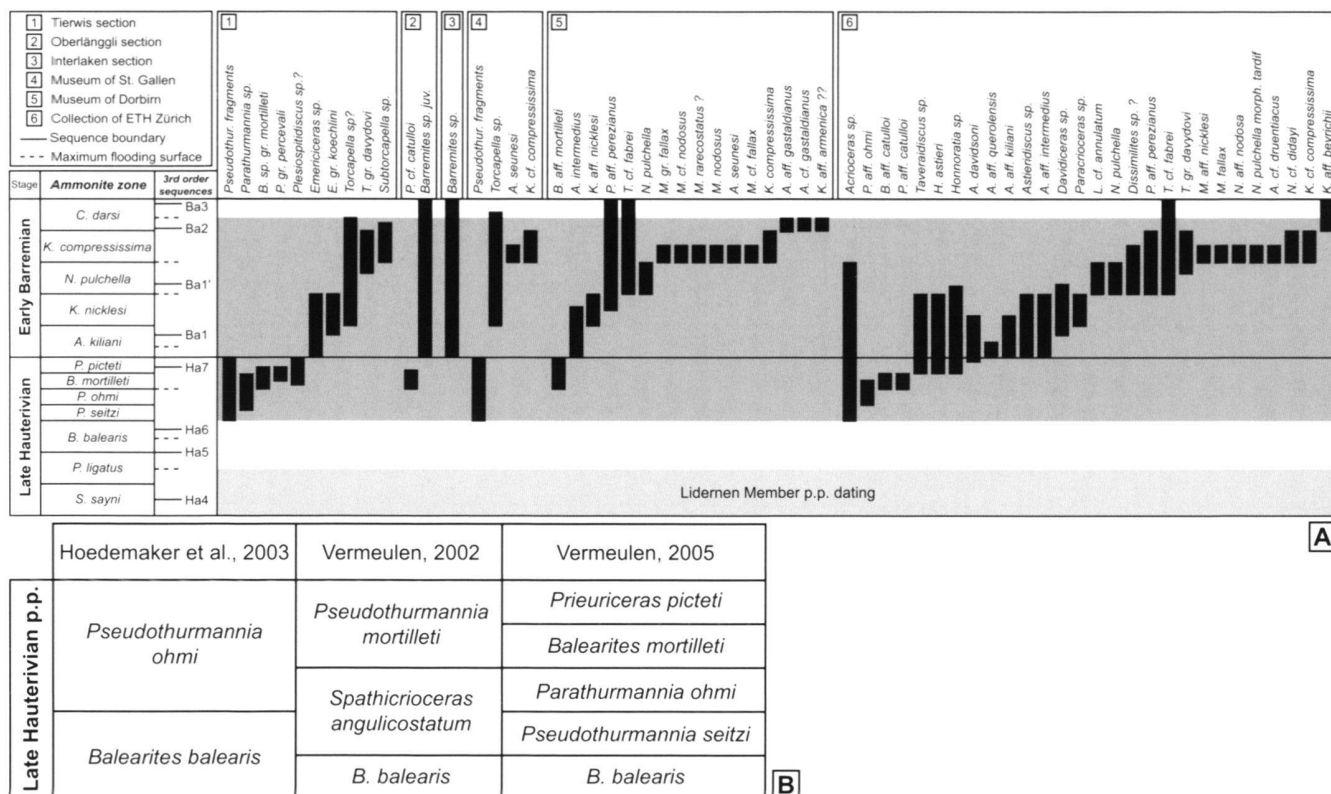 1 Tierwis section
2 Oberlänggli section
3 Interlaken section
4 Museum of St. Gallen
5 Museum of Dorbirn
6 Collection of ETH Zürich
Sequence boundary
Maximum flooding surface
Stage
Ammonite zone
3rd order
sequences
1
Pseudothur. fragments
Parathurmannia sp.
B. sp. gr. mortilleti
P. gr. percevali
Plesiospitidiscus sp.?
Emericiceras sp.
E. gr. koechlini
Torcapella sp?
T. gr. davydovi
Subtorcapella sp.
2
P. cf. catulloi
Barremites sp. juv.
3
Barremites sp.
4
Pseudothur. fragments
Torcapella sp.
A. seunesi
K. cf. compressissima
5
B. aff. mortilleti
A. intermedius
K. aff. nicklesi
P. aff. perezianus
T. cf. fabrei
N. pulchella
M. gr. fallax
M. cf. nodosus
M. rarecostatus ?
M. nodosus
A. seunesi
M. cf. fallax
K. compressima
A. aff. gastaldianus
A. cf. gastaldianus
K. aff. armenica ??
6
Acrioceras sp.
P. aff. ohmi
B. aff. catulloi
P. aff. catulloi
Taveraidiscus sp.
H. astieri
Honnoratia sp.
A. davidsoni
A. aff. querolensis
A. aff. kiliani
Astieridiscus sp.
A. aff. intermedius
Davidiceras sp.
Paracrioceras sp.
L. cf. annulatum
N. pulchella
Dissimilites sp. ?
P. aff. perezianus
T. cf. fabrei
T. gr. davydovi
M. aff. nicklesi
M. fallax
N. aff. nodosa
N. pulchella morph. tardif
A. cf. druentiacus
N. cf. didayi
K. cf. compressima
K. aff. beyrichii
Early Barremian
C. darsi
K. compressissima
N. pulchella
K. nicklesi
A. kiliani
Late Hauterivian
P. picteti
B. mortilleti
P. ohmi
P. seitzi
B. balearis
P. ligatus
S. sayni
Ba3
Ba2
Ba1'
Ba1
Ha7
Ha6
Ha5
Ha4
Lidernen Member p.p. dating
A
Hoedemaker et al., 2003
Vermeulen, 2002
Vermeulen, 2005
Late Hauterivian p.p.
Pseudothurmannia
ohmi
Balearites balearis
Pseudothurmannia
mortilleti
Spathicrioceras
angulicostatum
B. balearis
Prieuriceras picteti
Balearites mortilleti
Parathurmannia ohmi
Pseudothurmannia seitzi
B. balearis
B